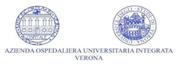 AZIENDA OSPEDALIERA UNIVERSITARIA INTEGRATA
VERONA